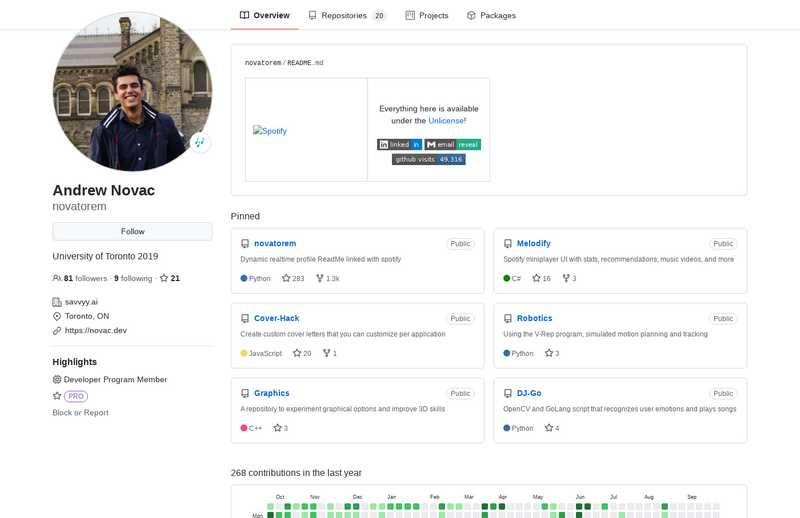 Overview
Repositories 20
Projects
Packages
Andrew Novac
novatorem
Follow
University of Toronto 2019
81 followers · 9 following · 21
savvyy.ai
Toronto, ON
https://novac.dev
Highlights
Developer Program Member
PRO
Block or Report
novatorem / README.md
Spotify
Everything here is available
under the Unlicense!
linked in
email reveal
github visits 49,316
Pinned
novatorem Public
Dynamic realtime profile ReadMe linked with spotify
Python 283 1.3k
Melodify Public
Spotify miniplayer UI with stats, recommendations, music videos, and more
C# 16 3
Cover-Hack Public
Create custom cover letters that you can customize per application
JavaScript 20 1
Robotics Public
Using the V-Rep program, simulated motion planning and tracking
Python 3
Graphics Public
A repository to experiment graphical options and improve 3D skills
C++ 3
DJ-Go Public
OpenCV and GoLang script that recognizes user emotions and plays songs
Python 4
268 contributions in the last year
Oct Nov Dec Jan Feb Mar Apr May Jun Jul Aug Sep
Mon